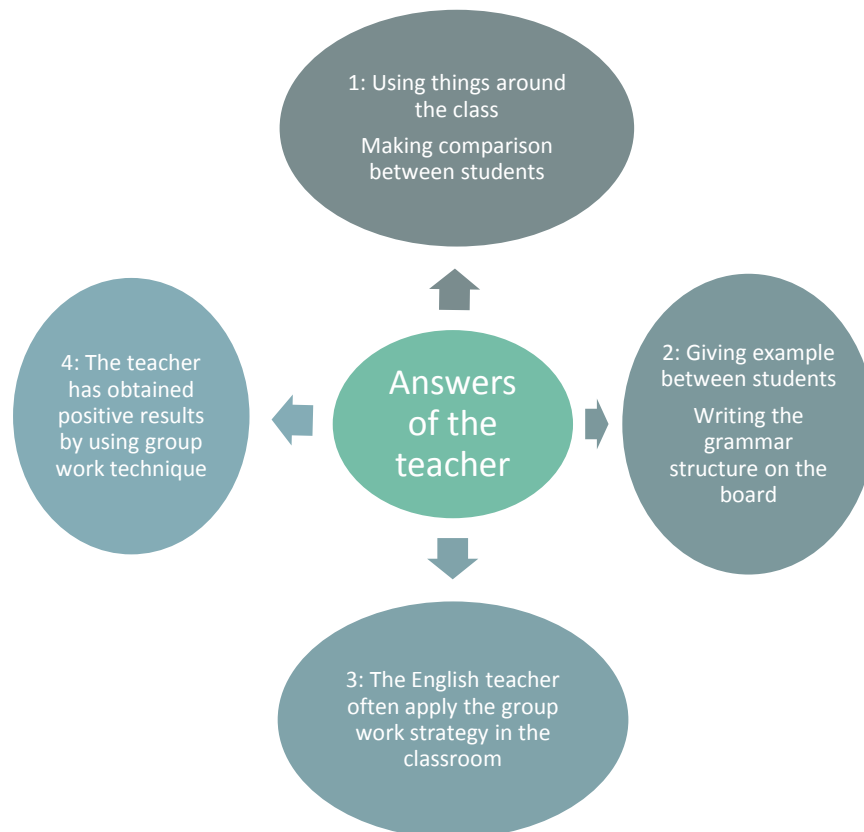 1: Using things around
the class
Making comparison
between students
4: The teacher
has obtained
positive results
by using group
work technique
Answers
of the
teacher
2: Giving example
between students
Writing the
grammar
structure on the
board
3: The English teacher
often apply the group
work strategy in the
classroom